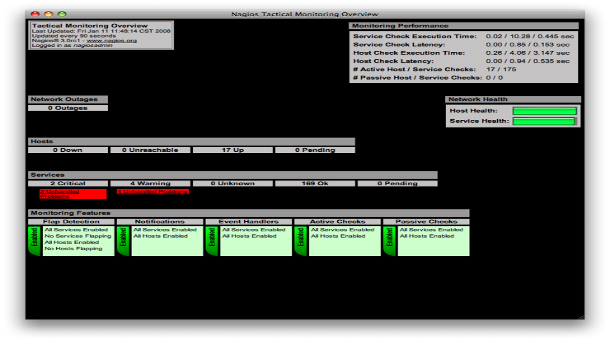 Nagios Tactical Monitoring Overview
Tactical Monitoring Overview
Last Updated: Fri Jan 11 11:48:14 CST 2008
Updated every 90 seconds
Nagios® 3.0rc1 - www.nagios.org
Logged in as nagiosadmin
Monitoring Performance
Service Check Execution Time: 0.02 / 10.28 / 0.445 sec
Service Check Latency: 0.00 / 0.85 / 0.153 sec
Host Check Execution Time: 0.26 / 4.06 / 3.147 sec
Host Check Latency: 0.00 / 0.94 / 0.535 sec
# Active Host / Service Checks: 17 / 175
# Passive Host / Service Checks: 0 / 0
Network Outages
0 Outages
Network Health
Host Health:
Service Health:
Hosts
0 Down 0 Unreachable 17 Up 0 Pending
Services
2 Critical 4 Warning 0 Unknown 169 Ok 0 Pending
Unhandled Problems
Unhandled Problems
Monitoring Features
Flap Detection Notifications Event Handlers Active Checks Passive Checks
Enabled
All Services Enabled
No Services Flapping
All Hosts Enabled
No Hosts Flapping
Enabled
All Services Enabled
All Hosts Enabled
Enabled
All Services Enabled
All Hosts Enabled
Enabled
All Services Enabled
All Hosts Enabled
Enabled
All Services Enabled
All Hosts Enabled